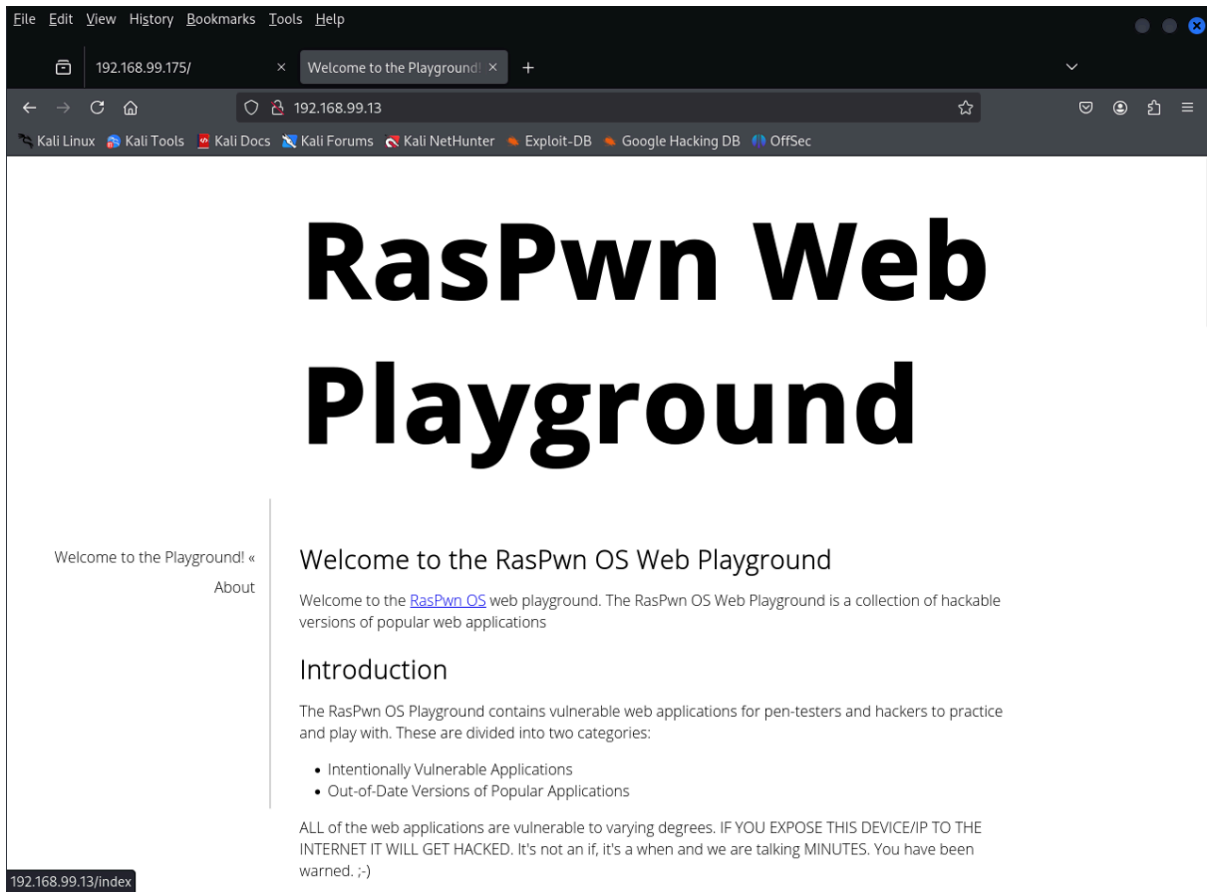 File Edit View History Bookmarks Tools Help
192.168.99.175/ × Welcome to the Playground! × +
192.168.99.13
Kali Linux Kali Tools Kali Docs Kali Forums Kali NetHunter Exploit-DB Google Hacking DB OffSec
RasPwn Web
Playground
Welcome to the Playground! «
About
Welcome to the RasPwn OS Web Playground
Welcome to the RasPwn OS web playground. The RasPwn OS Web Playground is a collection of hackable
versions of popular web applications
Introduction
The RasPwn OS Playground contains vulnerable web applications for pen-testers and hackers to practice
and play with. These are divided into two categories:
• Intentionally Vulnerable Applications
• Out-of-Date Versions of Popular Applications
ALL of the web applications are vulnerable to varying degrees. IF YOU EXPOSE THIS DEVICE/IP TO THE
INTERNET IT WILL GET HACKED. It's not an if, it's a when and we are talking MINUTES. You have been
warned. ;-)
192.168.99.13/index